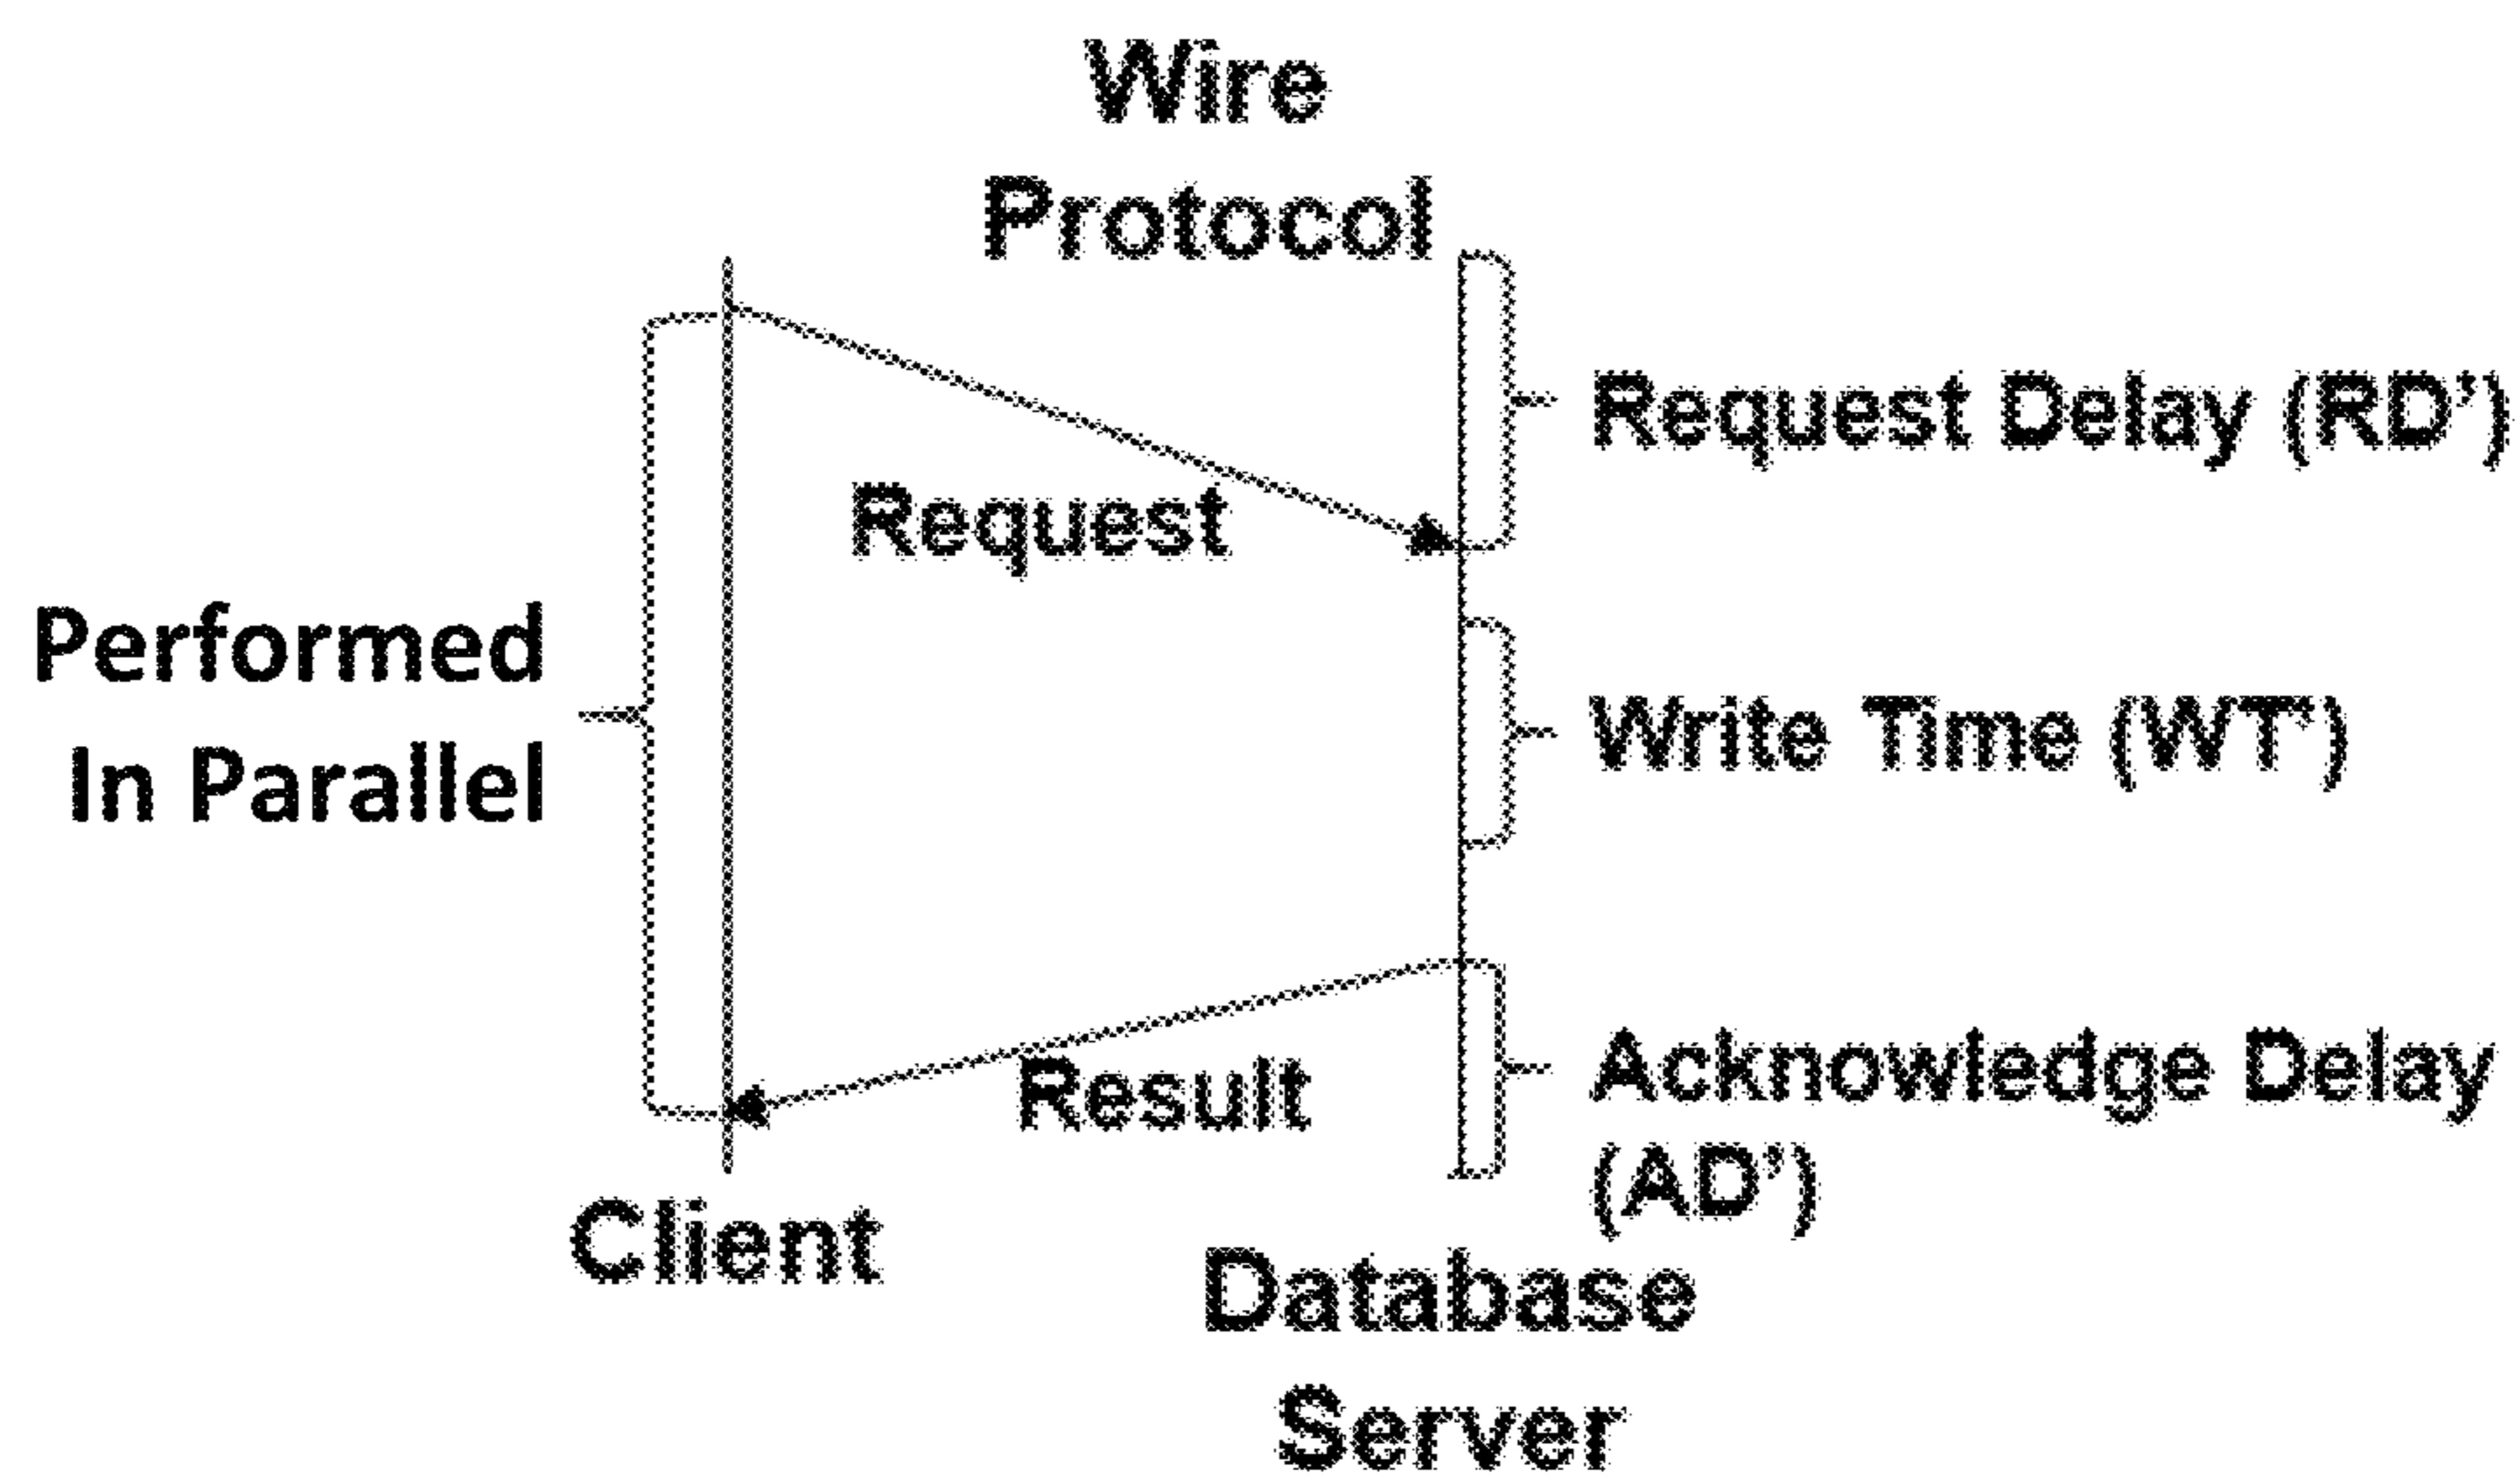 Wire
Protocol
Request Delay (RD’)
Request
Performed
In Parallel
Write Time (WT’)
Result
Acknowledge Delay
(AD’)
Client
Database
Server